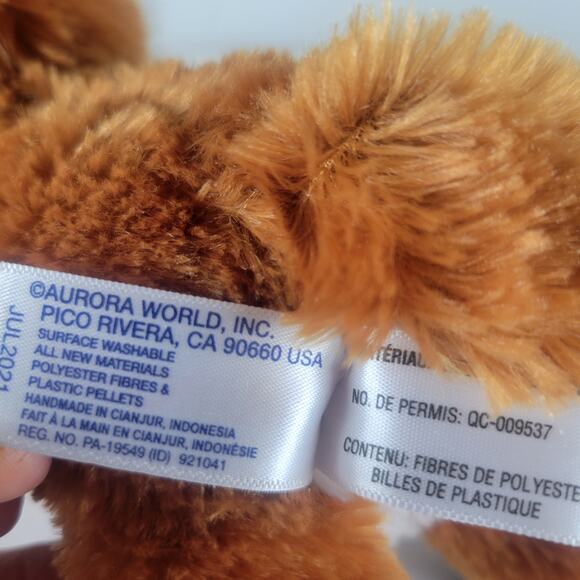 ©AURORA WORLD, INC.
PICO RIVERA, CA 90660 USA
SURFACE WASHABLE
ALL NEW MATERIALS
POLYESTER FIBRES &
PLASTIC PELLETS
HANDMADE IN CIANJUR, INDONESIA
FAIT À LA MAIN EN CIANJUR, INDONÉSIE
REG. NO. PA-19549 (ID) 921041
JUL,2021
NO. DE PERMIS: QC-009537
CONTENU: FIBRES DE POLYESTE
BILLES DE PLASTIQUE